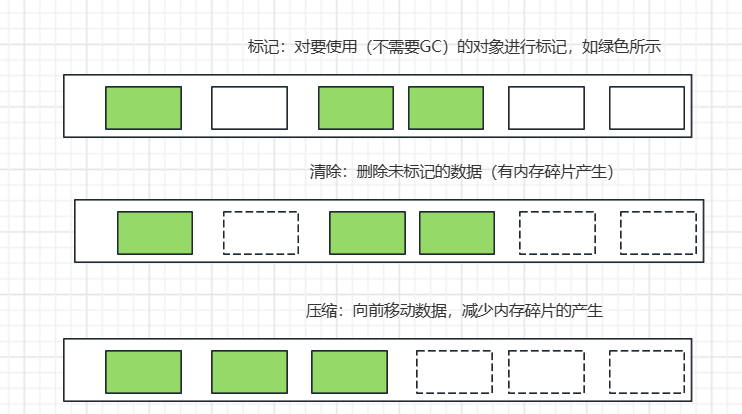 标记：对要使用（不需要GC）的对象进行标记，如绿色所示
清除：删除未标记的数据（有内存碎片产生）
压缩：向前移动数据，减少内存碎片的产生